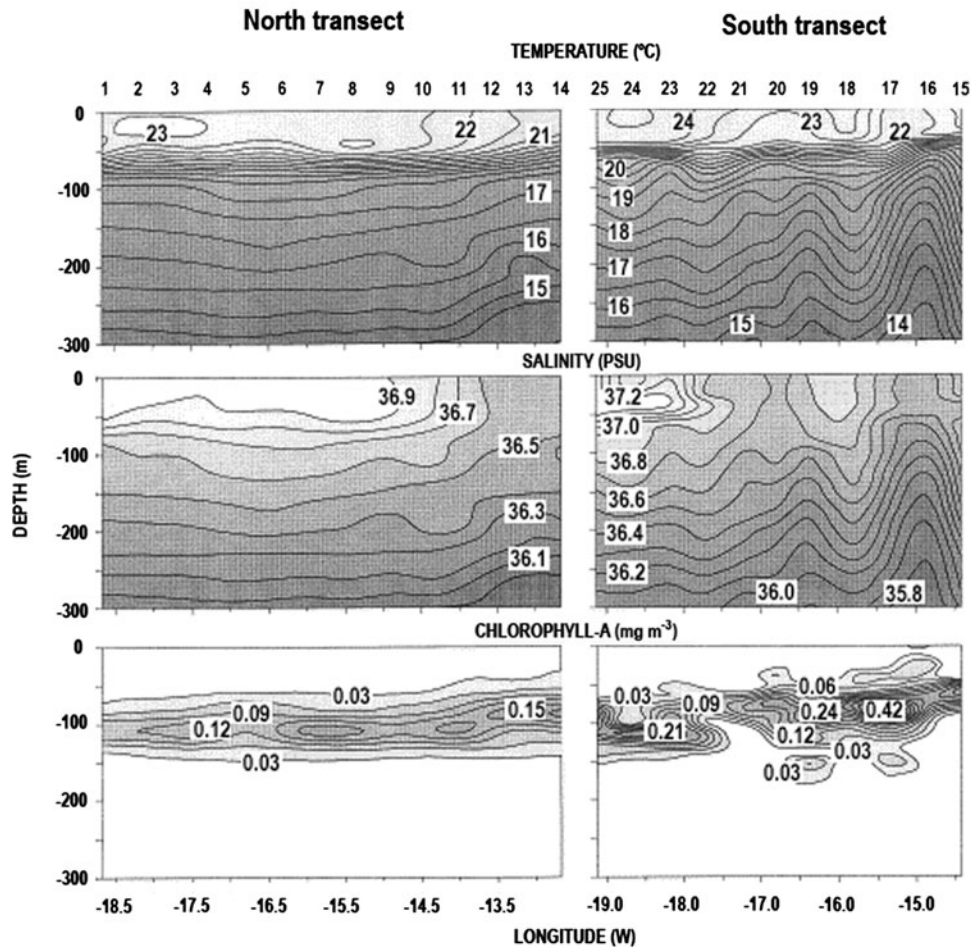 North transect South transect
TEMPERATURE (ºC)
1 2 3 4 5 6 7 8 9 10 11 12 13 14 25 24 23 22 21 20 19 18 17 16 15
0 23 22 21 24 23 22
20
-100 17 19
16 18
-200 17
15 16
15 14
-300
SALINITY (PSU)
0 36.9 37.2
36.7 37.0
-100 36.5 36.8
36.6
-200 36.3 36.4
36.1 36.2
-300 36.0 35.8
DEPTH (m)
CHLOROPHYLL-A (mg m⁻³)
0
0.03 0.03 0.06
0.09 0.15 0.09 0.24 0.42
-100 0.12 0.21 0.12
0.03 0.03 0.03
-200
-300
-18.5 -17.5 -16.5 -15.5 -14.5 -13.5 -19.0 -18.0 -17.0 -16.0 -15.0
LONGITUDE (W)